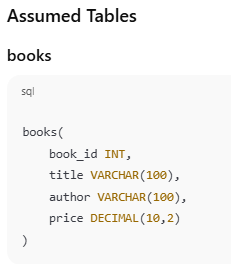 Assumed Tables
books
sql
books(
    book_id INT,
    title VARCHAR(100),
    author VARCHAR(100),
    price DECIMAL(10,2)
)